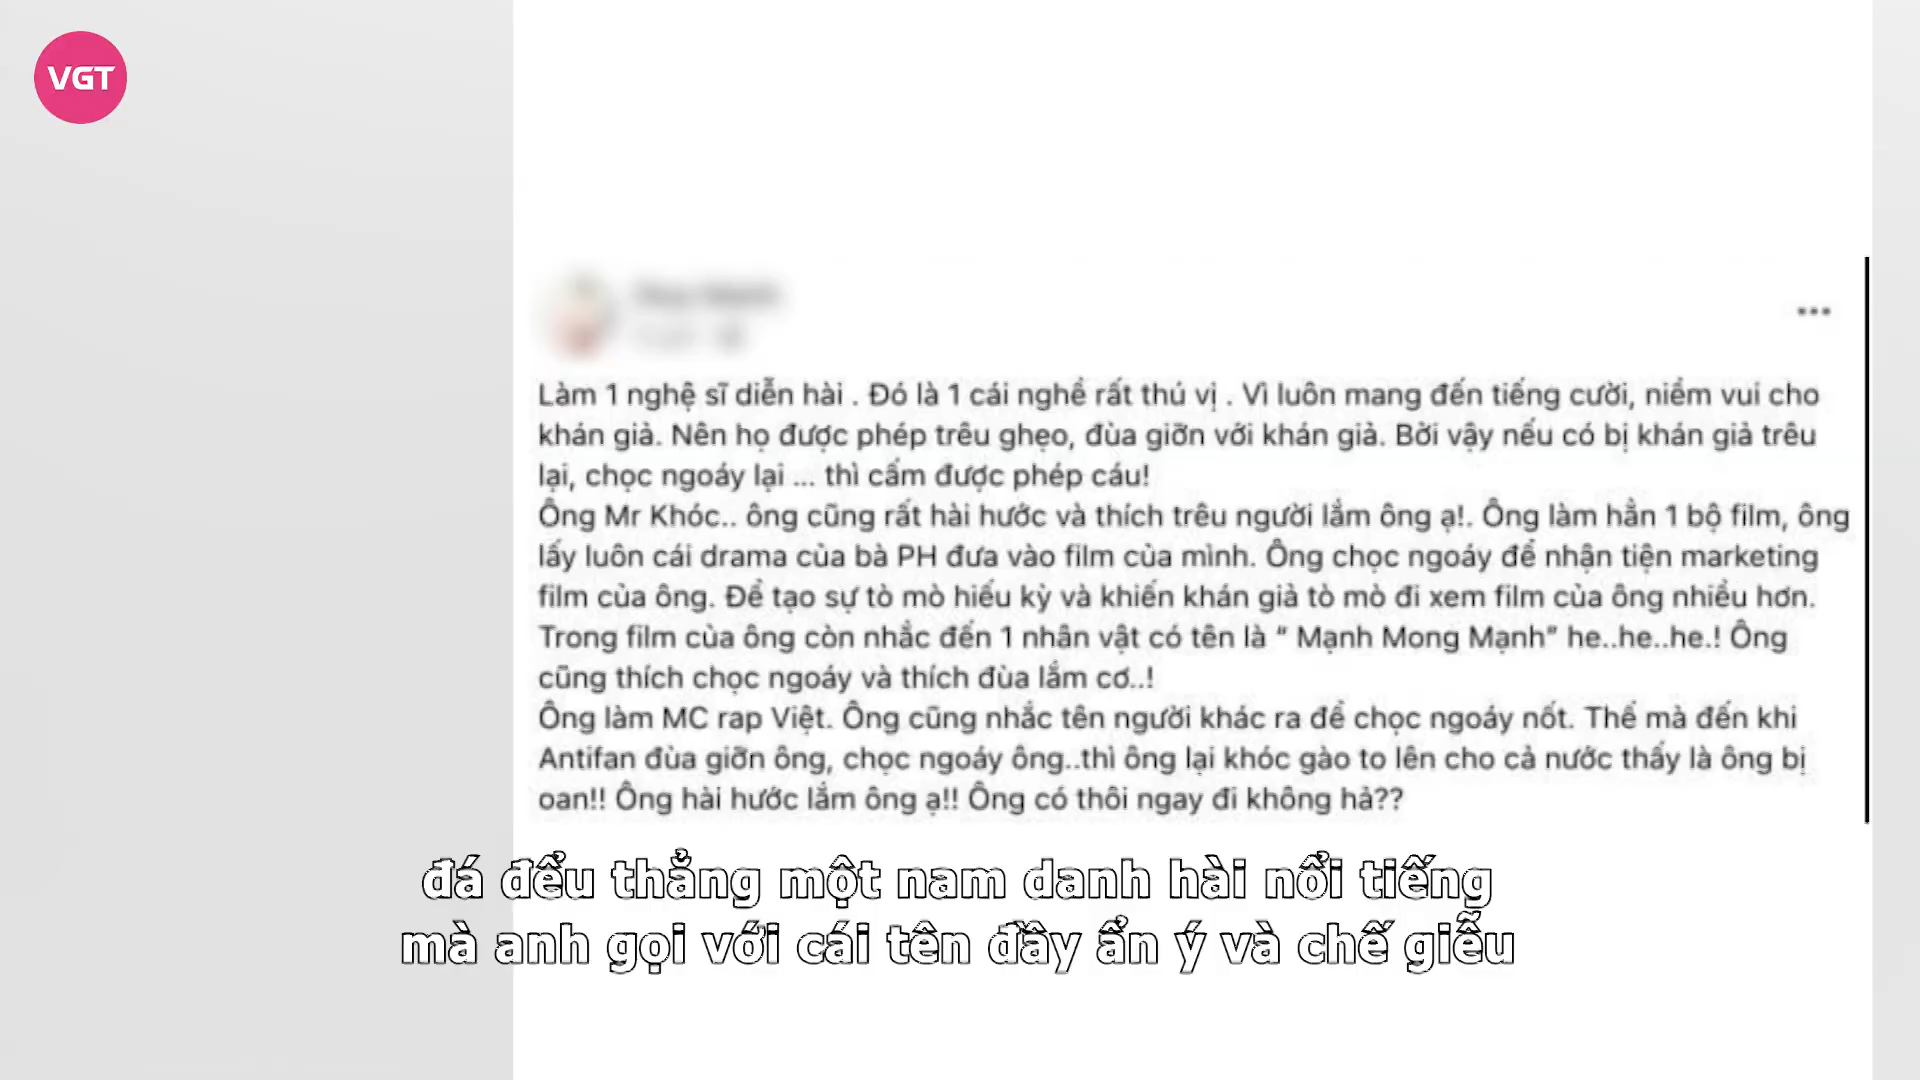 VGT
Làm 1 nghệ sĩ diễn hài . Đó là 1 cái nghề rất thú vị . Vì luôn mang đến tiếng cười, niềm vui cho
khán giả. Nên họ được phép trêu ghẹo, đùa giỡn với khán giả. Bởi vậy nếu có bị khán giả trêu
lại, chọc ngoáy lại ... thì cấm được phép cáu!
Ông Mr Khóc.. ông cũng rất hài hước và thích trêu người lắm ông ạ!. Ông làm hẳn 1 bộ film, ông
lấy luôn cái drama của bà PH đưa vào film của mình. Ông chọc ngoáy để nhận tiện marketing
film của ông. Để tạo sự tò mò hiếu kỳ và khiến khán giả tò mò đi xem film của ông nhiều hơn.
Trong film của ông còn nhắc đến 1 nhân vật có tên là “ Mạnh Mong Mạnh” he..he..he.! Ông
cũng thích chọc ngoáy và thích đùa lắm cơ..!
Ông làm MC rap Việt. Ông cũng nhắc tên người khác ra để chọc ngoáy nốt. Thế mà đến khi
Antifan đùa giỡn ông, chọc ngoáy ông..thì ông lại khóc gào to lên cho cả nước thấy là ông bị
oan!! Ông hài hước lắm ông ạ!! Ông có thôi ngay đi không hả??
đá đểu thẳng một nam danh hài nổi tiếng
mà anh gọi với cái tên đầy ẩn ý và chế giễu